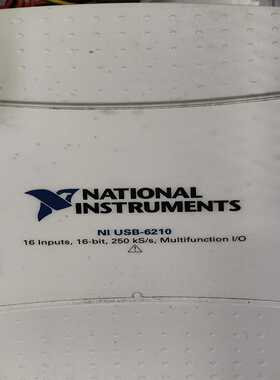 NATIONAL
INSTRUMENTS
NI USB-6210
16 Inputs, 16-bit, 250 kS/s, Multifunction I/O